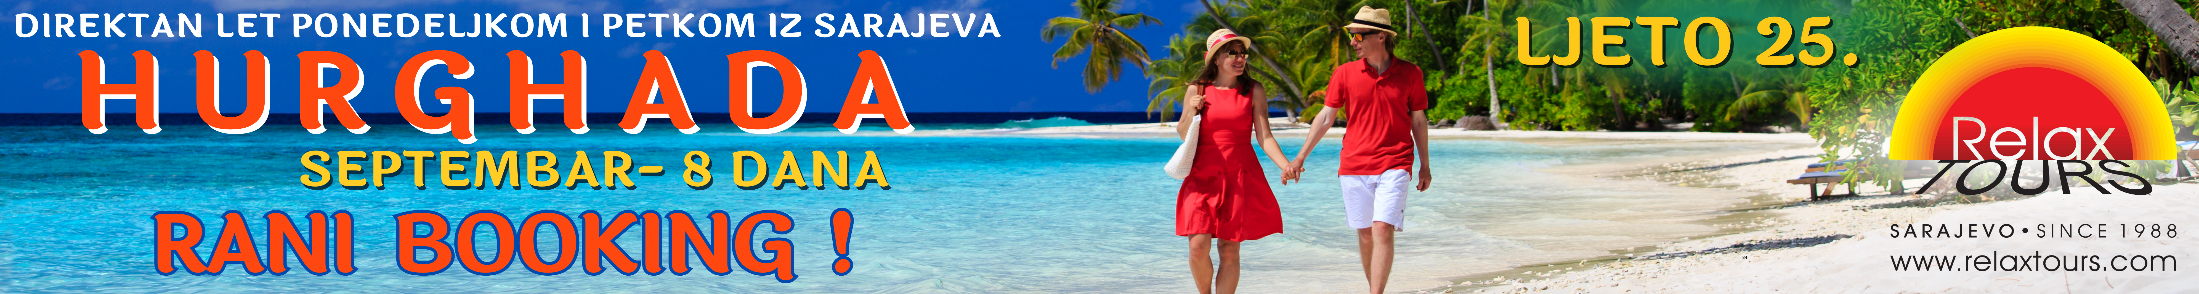 DIREKTAN LET PONEDELJKOM I PETKOM IZ SARAJEVA
HURGHADA
SEPTEMBAR- 8 DANA
RANI BOOKING !
LJETO 25.
Relax
TOURS
SARAJEVO • SINCE 1988
www.relaxtours.com